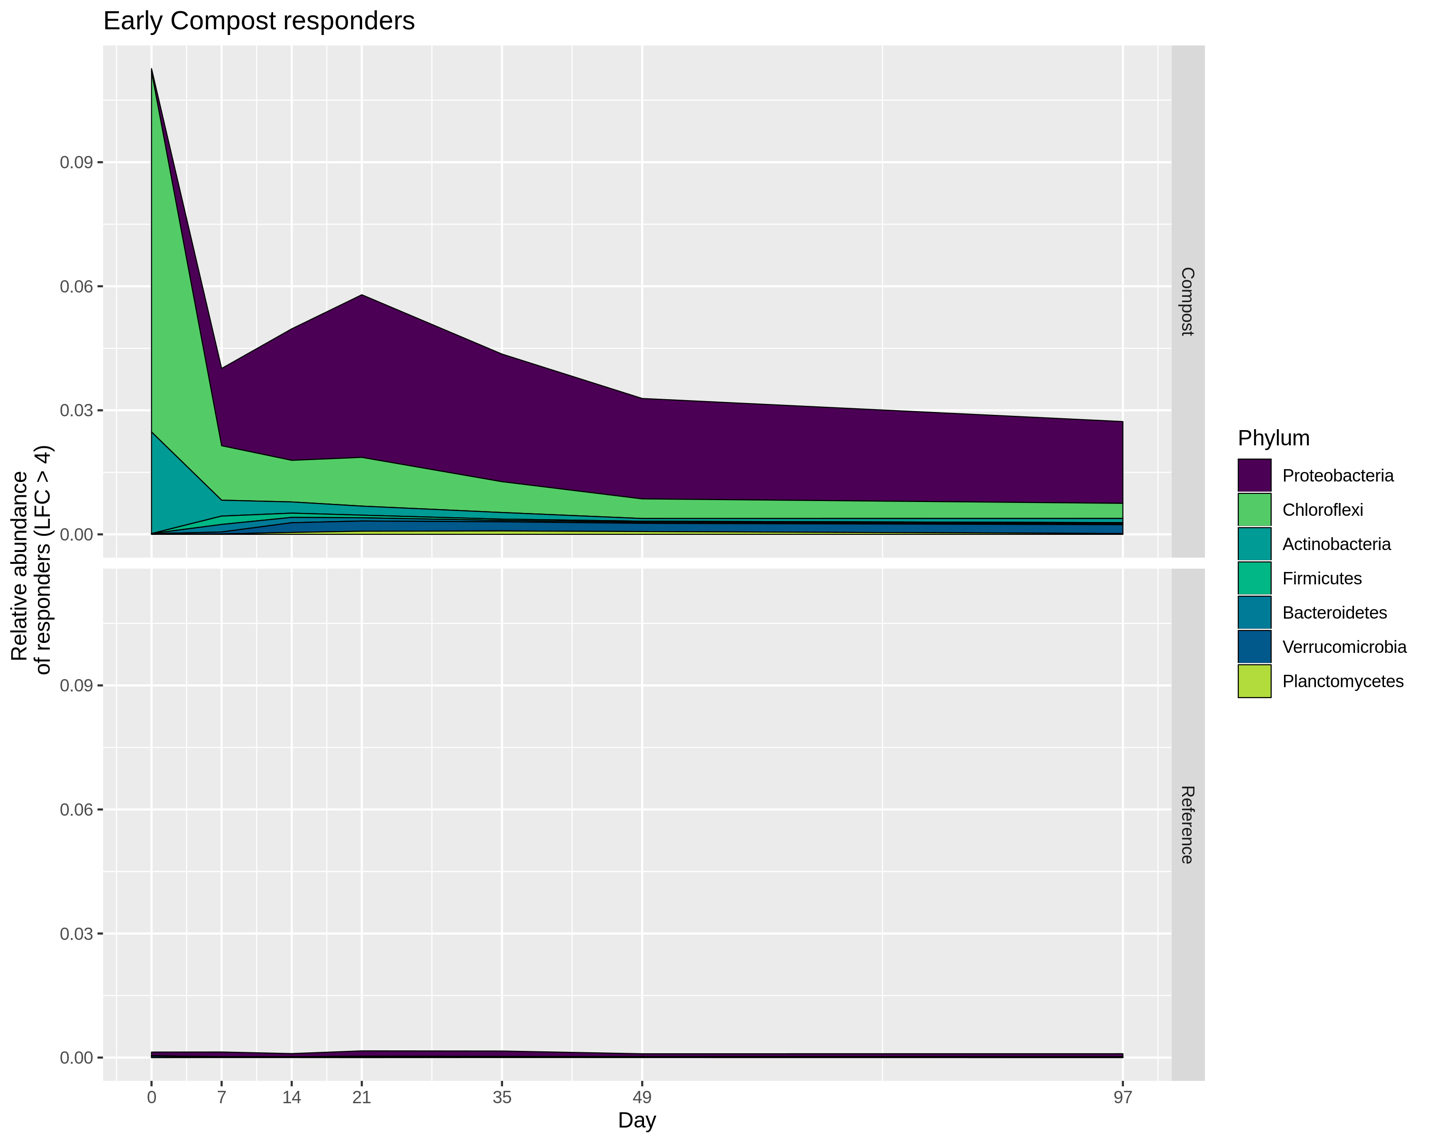 Early Compost responders
Relative abundance
of responders (LFC > 4)
0.09
0.06
0.03
0.00
Compost
0.09
0.06
0.03
0.00
Reference
0 7 14 21 35 49 97
Day
Phylum
Proteobacteria
Chloroflexi
Actinobacteria
Firmicutes
Bacteroidetes
Verrucomicrobia
Planctomycetes